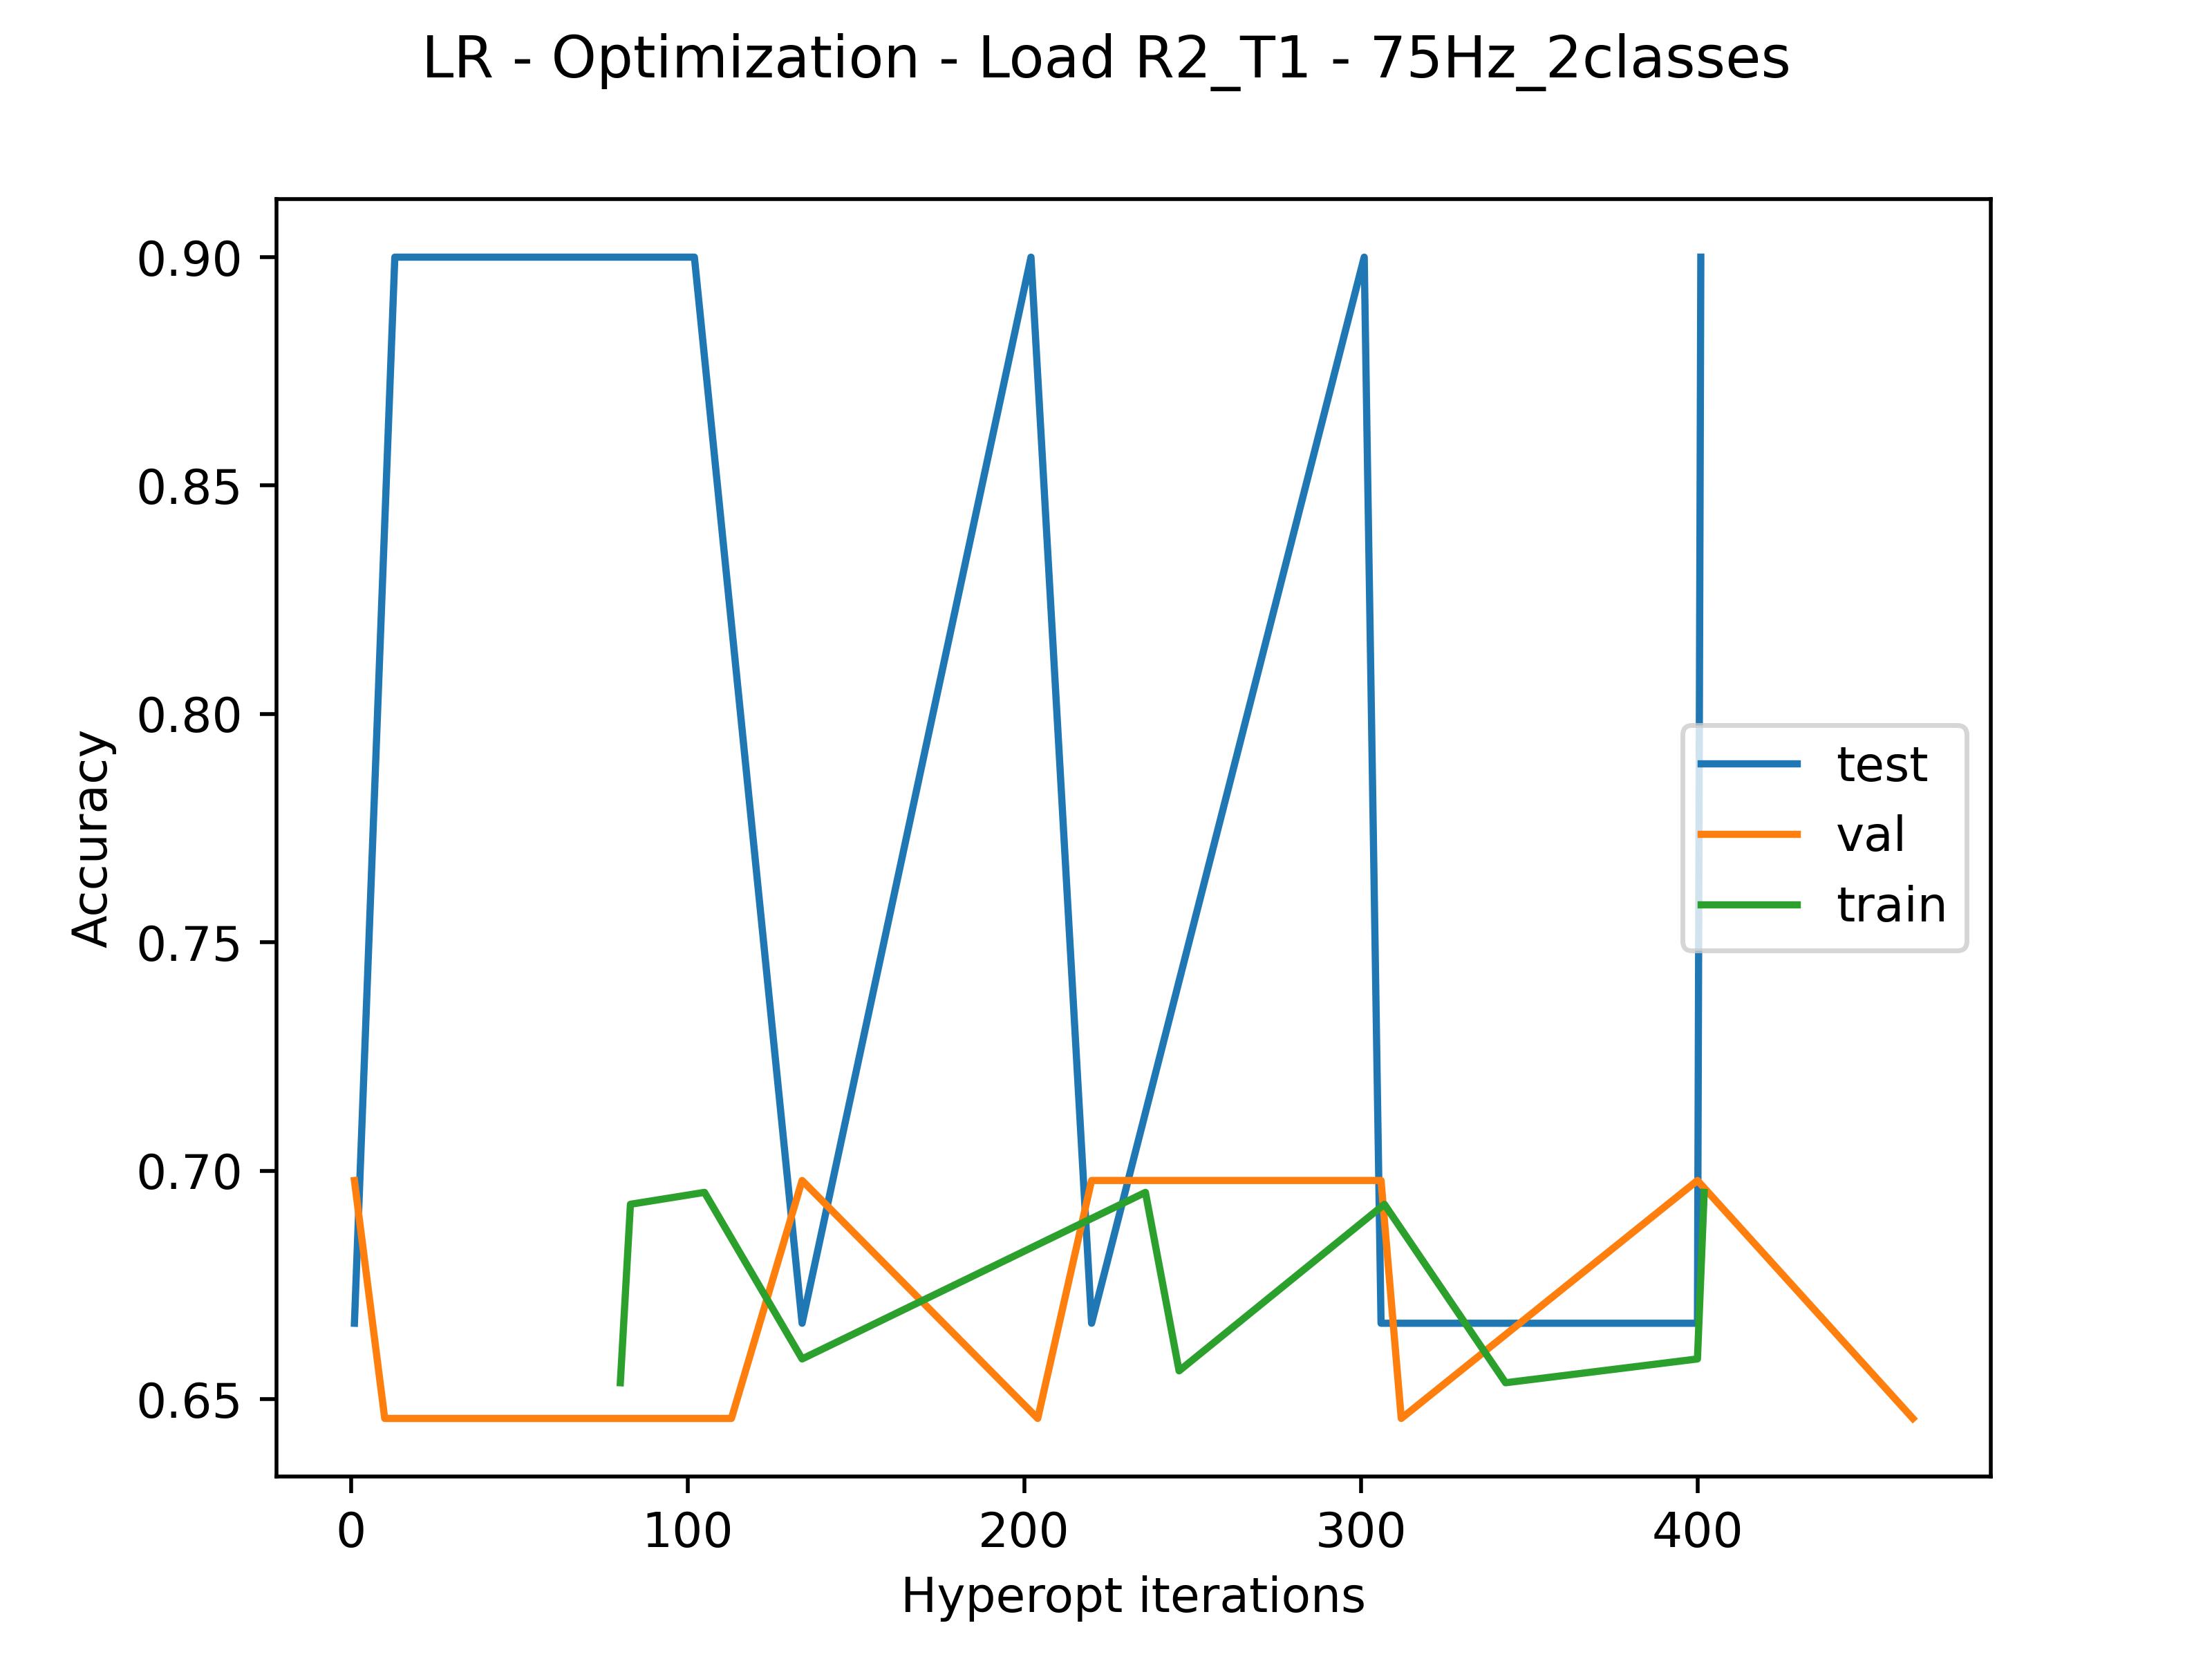 LR - Optimization - Load R2_T1 - 75Hz_2classes
0.90
0.85
0.80
0.75
0.70
0.65
Accuracy
test
val
train
0 100 200 300 400
Hyperopt iterations